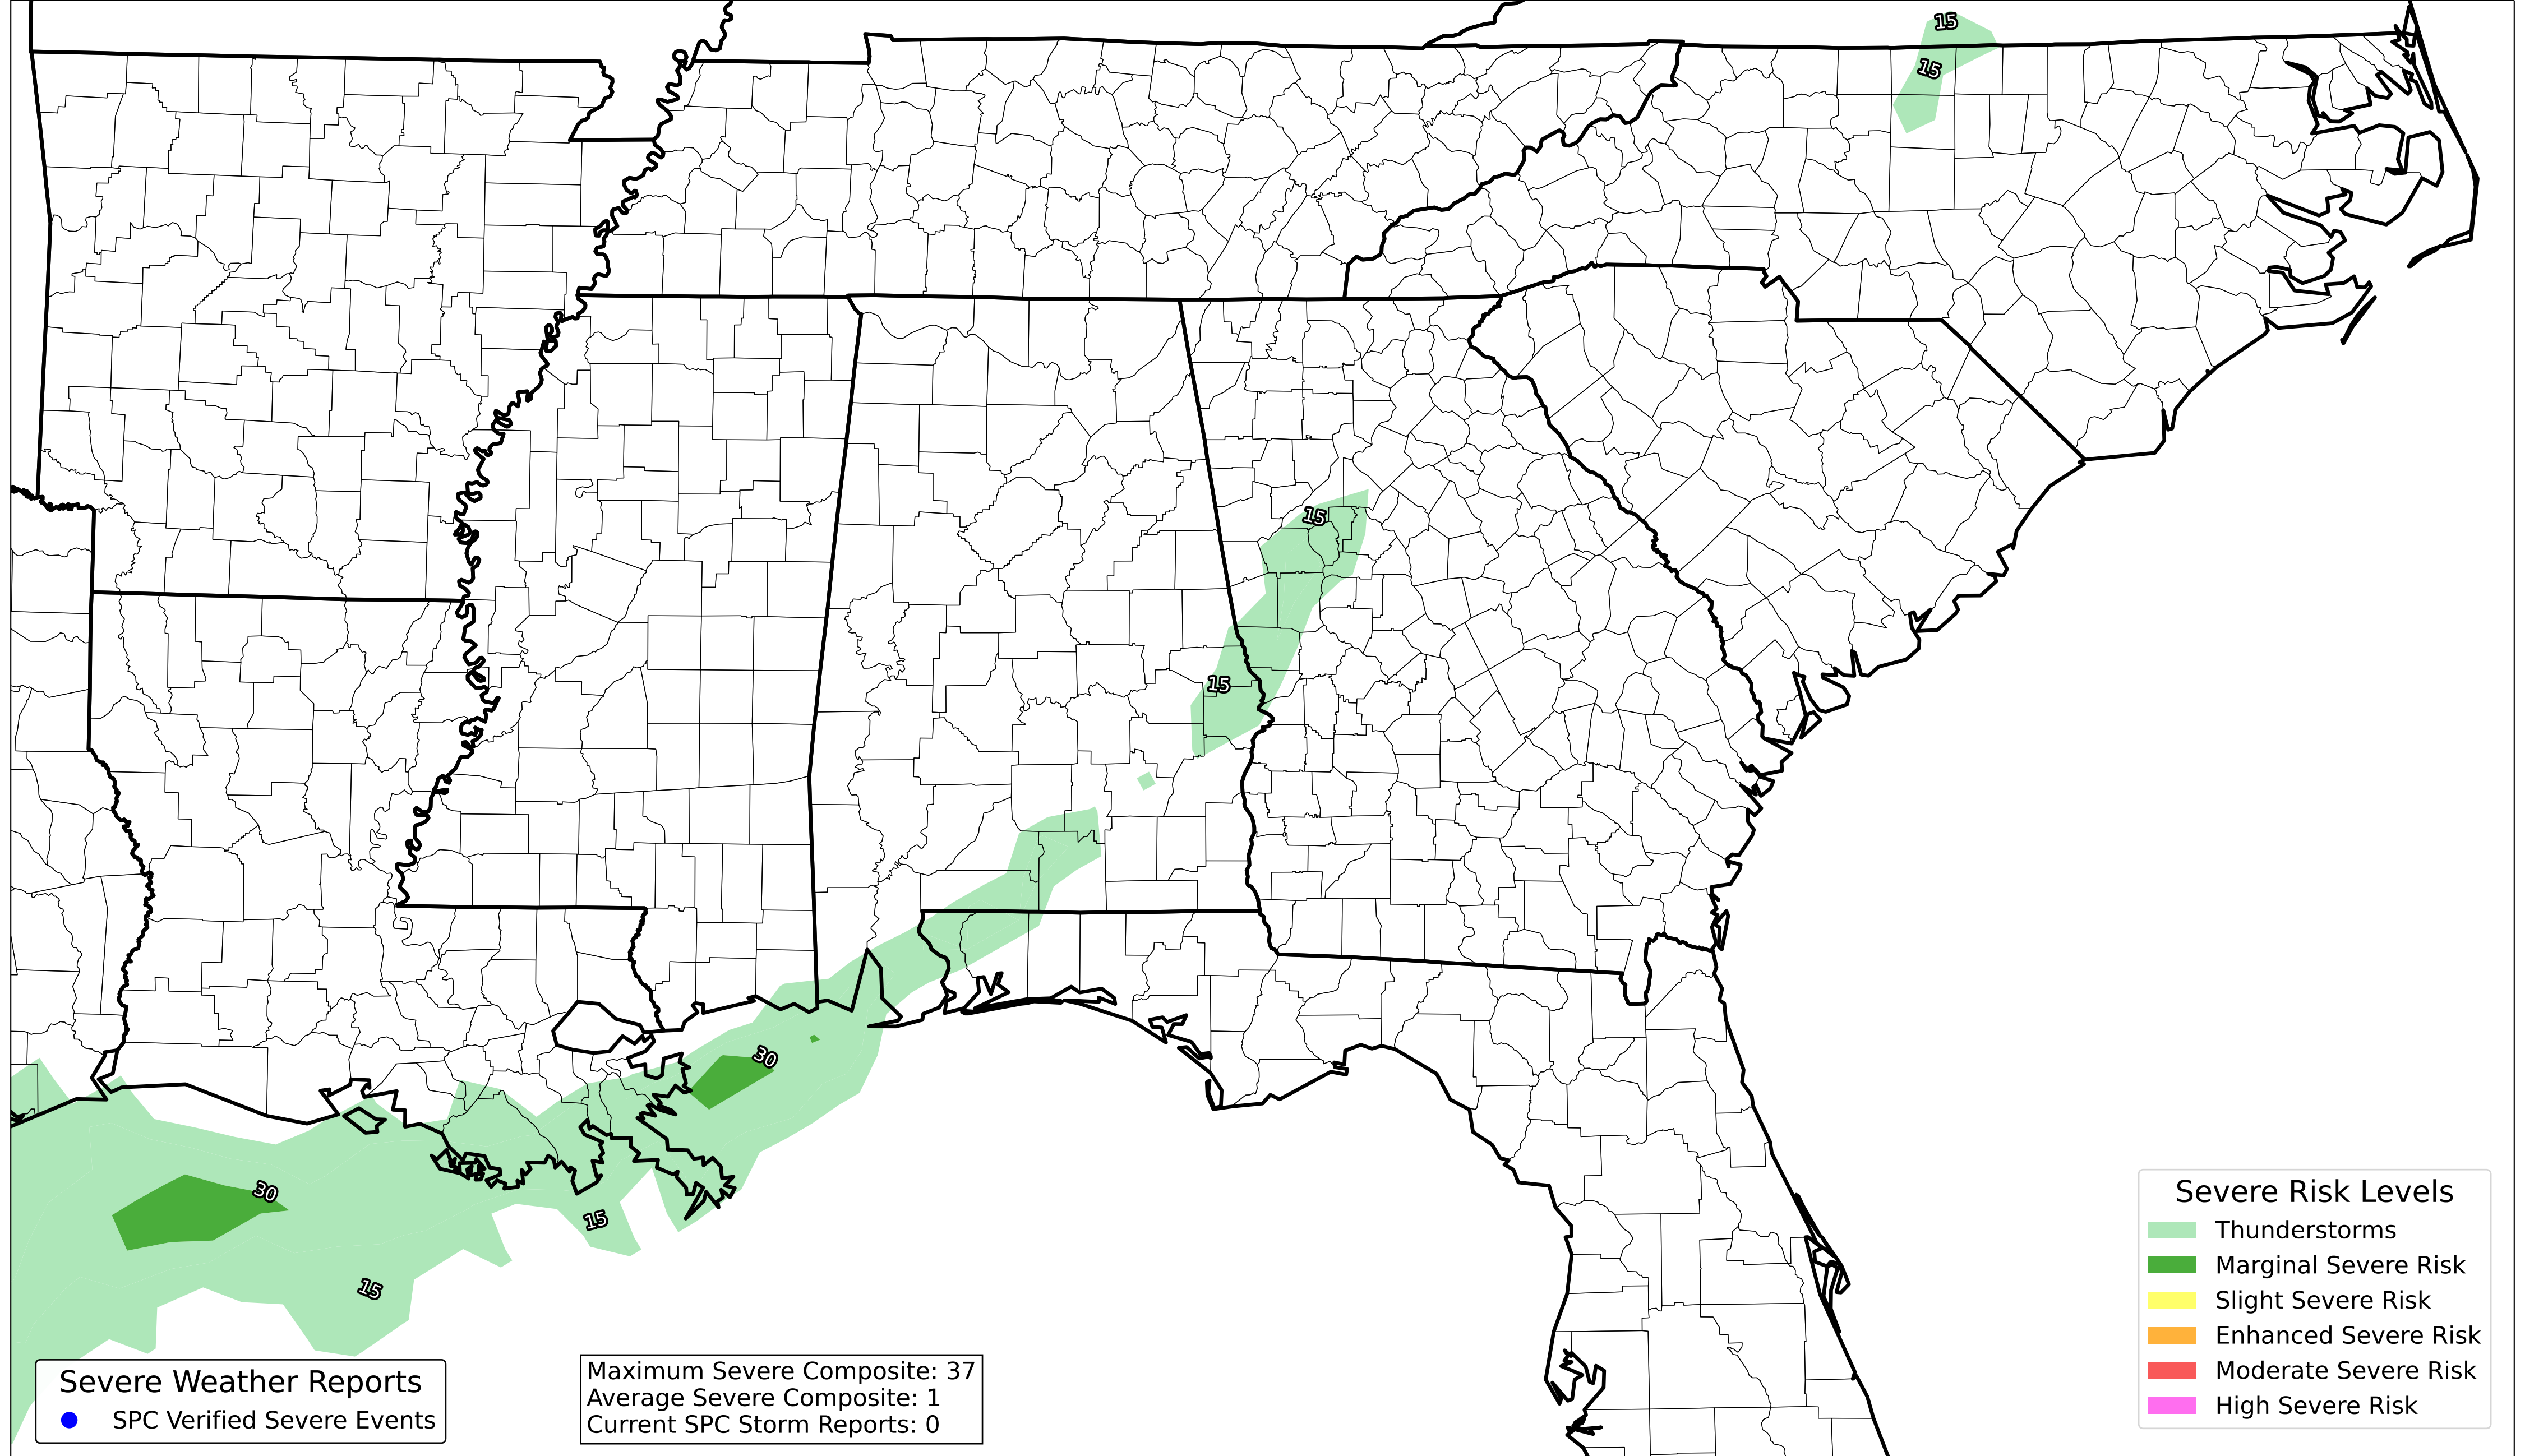 15
15
15
15
30
30
15
15
Severe Risk Levels
Thunderstorms
Marginal Severe Risk
Slight Severe Risk
Enhanced Severe Risk
Moderate Severe Risk
High Severe Risk
Severe Weather Reports
SPC Verified Severe Events
Maximum Severe Composite: 37
Average Severe Composite: 1
Current SPC Storm Reports: 0